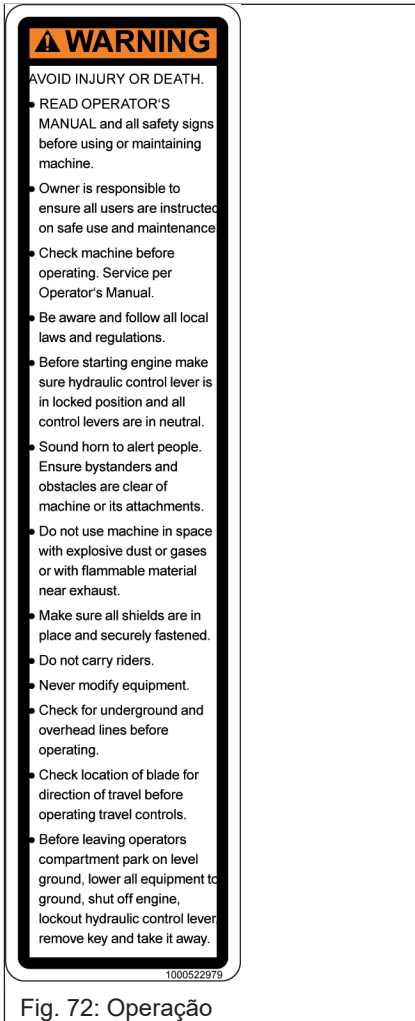 WARNING
AVOID INJURY OR DEATH.
• READ OPERATOR'S
MANUAL and all safety signs
before using or maintaining
machine.
• Owner is responsible to
ensure all users are instructed
on safe use and maintenance
• Check machine before
operating. Service per
Operator's Manual.
• Be aware and follow all local
laws and regulations.
• Before starting engine make
sure hydraulic control lever is
in locked position and all
control levers are in neutral.
• Sound horn to alert people.
Ensure bystanders and
obstacles are clear of
machine or its attachments.
• Do not use machine in space
with explosive dust or gases
or with flammable material
near exhaust.
• Make sure all shields are in
place and securely fastened.
• Do not carry riders.
• Never modify equipment.
• Check for underground and
overhead lines before
operating.
• Check location of blade for
direction of travel before
operating travel controls.
• Before leaving operators
compartment park on level
ground, lower all equipment to
ground, shut off engine,
lockout hydraulic control lever,
remove key and take it away.
1000522979
Fig. 72: Operação